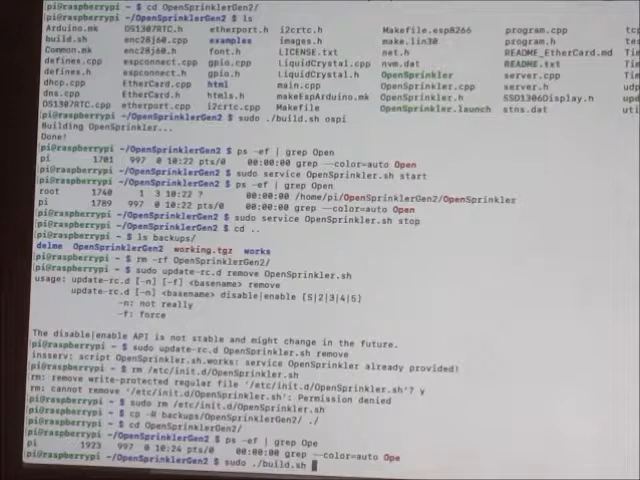 pi@raspberrypi ~ $ cd OpenSprinklerGen2/
pi@raspberrypi ~/OpenSprinklerGen2 $ ls
Arduino.mk OS1307RTC.h etherport.h i2crtc.h Makefile.esp8266 program.cpp
build.sh enc28j60.cpp examples images.h make.lin30 program.h
Common.mk enc28j60.h font.h LICENSE.txt net.h README_EtherCard.md
defines.cpp espconnect.cpp gpio.cpp LiquidCrystal.cpp nvm.dat README.txt
defines.h espconnect.h gpio.h LiquidCrystal.h OpenSprinkler server.cpp
dhcp.cpp EtherCard.cpp html main.cpp OpenSprinkler.cpp server.h
dns.cpp EtherCard.h htmls.h makeEspArduino.mk OpenSprinkler.h SSD1306Display.h
OS1307RTC.cpp etherport.cpp i2crtc.cpp Makefile OpenSprinkler.launch stns.dat
pi@raspberrypi ~/OpenSprinklerGen2 $ sudo ./build.sh ospi
Building OpenSprinkler...
Done!
pi@raspberrypi ~/OpenSprinklerGen2 $ ps -ef | grep Open
pi 1701 997 0 10:22 pts/0 00:00:00 grep --color=auto Open
pi@raspberrypi ~/OpenSprinklerGen2 $ sudo service OpenSprinkler.sh start
pi@raspberrypi ~/OpenSprinklerGen2 $ ps -ef | grep Open
root 1740 1 3 10:22 ? 00:00:00 /home/pi/OpenSprinklerGen2/OpenSprinkler
pi 1789 997 0 10:22 pts/0 00:00:00 grep --color=auto Open
pi@raspberrypi ~/OpenSprinklerGen2 $ sudo service OpenSprinkler.sh stop
pi@raspberrypi ~/OpenSprinklerGen2 $ cd ..
pi@raspberrypi ~ $ ls backups/
delme OpenSprinklerGen2 working.tgz works
pi@raspberrypi ~ $ rm -rf OpenSprinklerGen2/
pi@raspberrypi ~ $ sudo update-rc.d remove OpenSprinkler.sh
usage: update-rc.d [-n] [-f] <basename> remove
update-rc.d [-n] <basename> disable|enable [S|2|3|4|5]
-n: not really
-f: force
The disable|enable API is not stable and might change in the future.
pi@raspberrypi ~ $ sudo update-rc.d OpenSprinkler.sh remove
insserv: script OpenSprinkler.sh.works: service OpenSprinkler already provided!
pi@raspberrypi ~ $ rm /etc/init.d/OpenSprinkler.sh
rm: remove write-protected regular file '/etc/init.d/OpenSprinkler.sh'? y
rm: cannot remove '/etc/init.d/OpenSprinkler.sh': Permission denied
pi@raspberrypi ~ $ sudo rm /etc/init.d/OpenSprinkler.sh
pi@raspberrypi ~ $ cp -R backups/OpenSprinklerGen2/ ./
pi@raspberrypi ~ $ cd OpenSprinklerGen2/
pi@raspberrypi ~/OpenSprinklerGen2 $ ps -ef | grep Ope
pi 1923 997 0 10:24 pts/0 00:00:00 grep --color=auto Ope
pi@raspberrypi ~/OpenSprinklerGen2 $ sudo ./build.sh